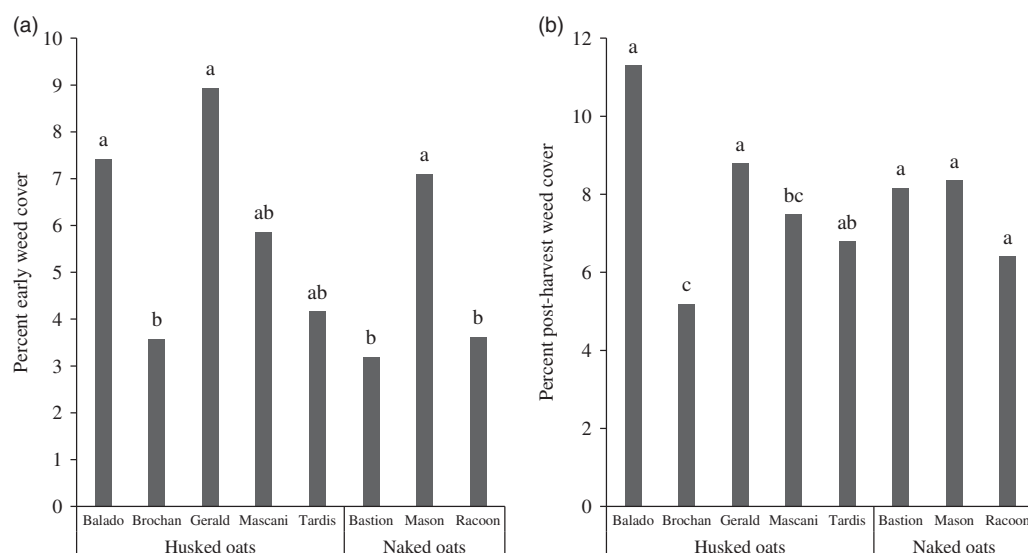 (a)
Percent early weed cover
10
9
8
7
6
5
4
3
2
1
0
a
b
a
ab
ab
b
a
b
Balado Brochan Gerald Mascani Tardis Bastion Mason Racoon
Husked oats Naked oats
(b)
Percent post-harvest weed cover
12
10
8
6
4
2
0
a
c
a
bc
ab
a
a
a
Balado Brochan Gerald Mascani Tardis Bastion Mason Racoon
Husked oats Naked oats